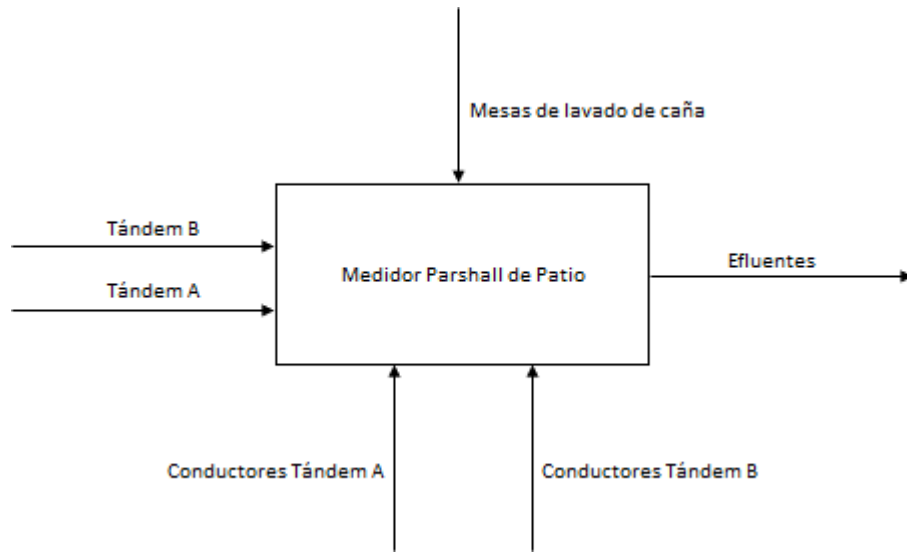 Mesas de lavado de caña
Tándem B
Medidor Parshall de Patio
Efluentes
Tándem A
Conductores Tándem A
Conductores Tándem B